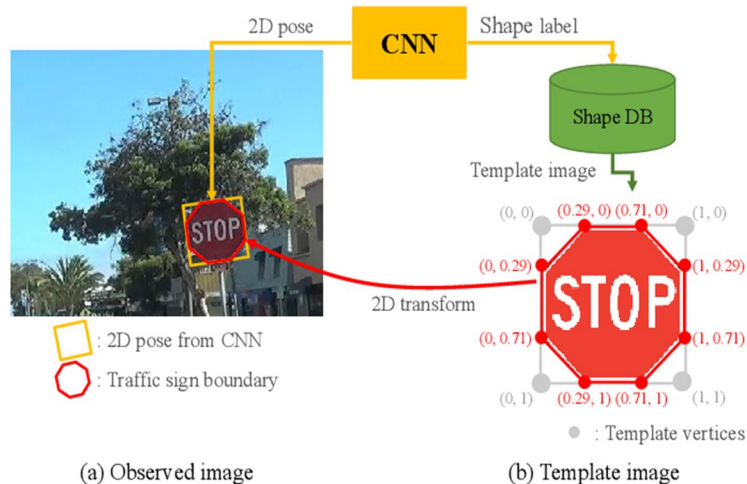 2D pose
CNN
Shape label
Shape DB
Template image
(0, 0)
(0.29, 0)
(0.71, 0)
(1, 0)
STOP
(0, 0.29)
(1, 0.29)
STOP
2D transform
(0, 0.71)
(1, 0.71)
: 2D pose from CNN
: Traffic sign boundary
(0, 1)
(0.29, 1)
(0.71, 1)
(1, 1)
: Template vertices
(a) Observed image
(b) Template image